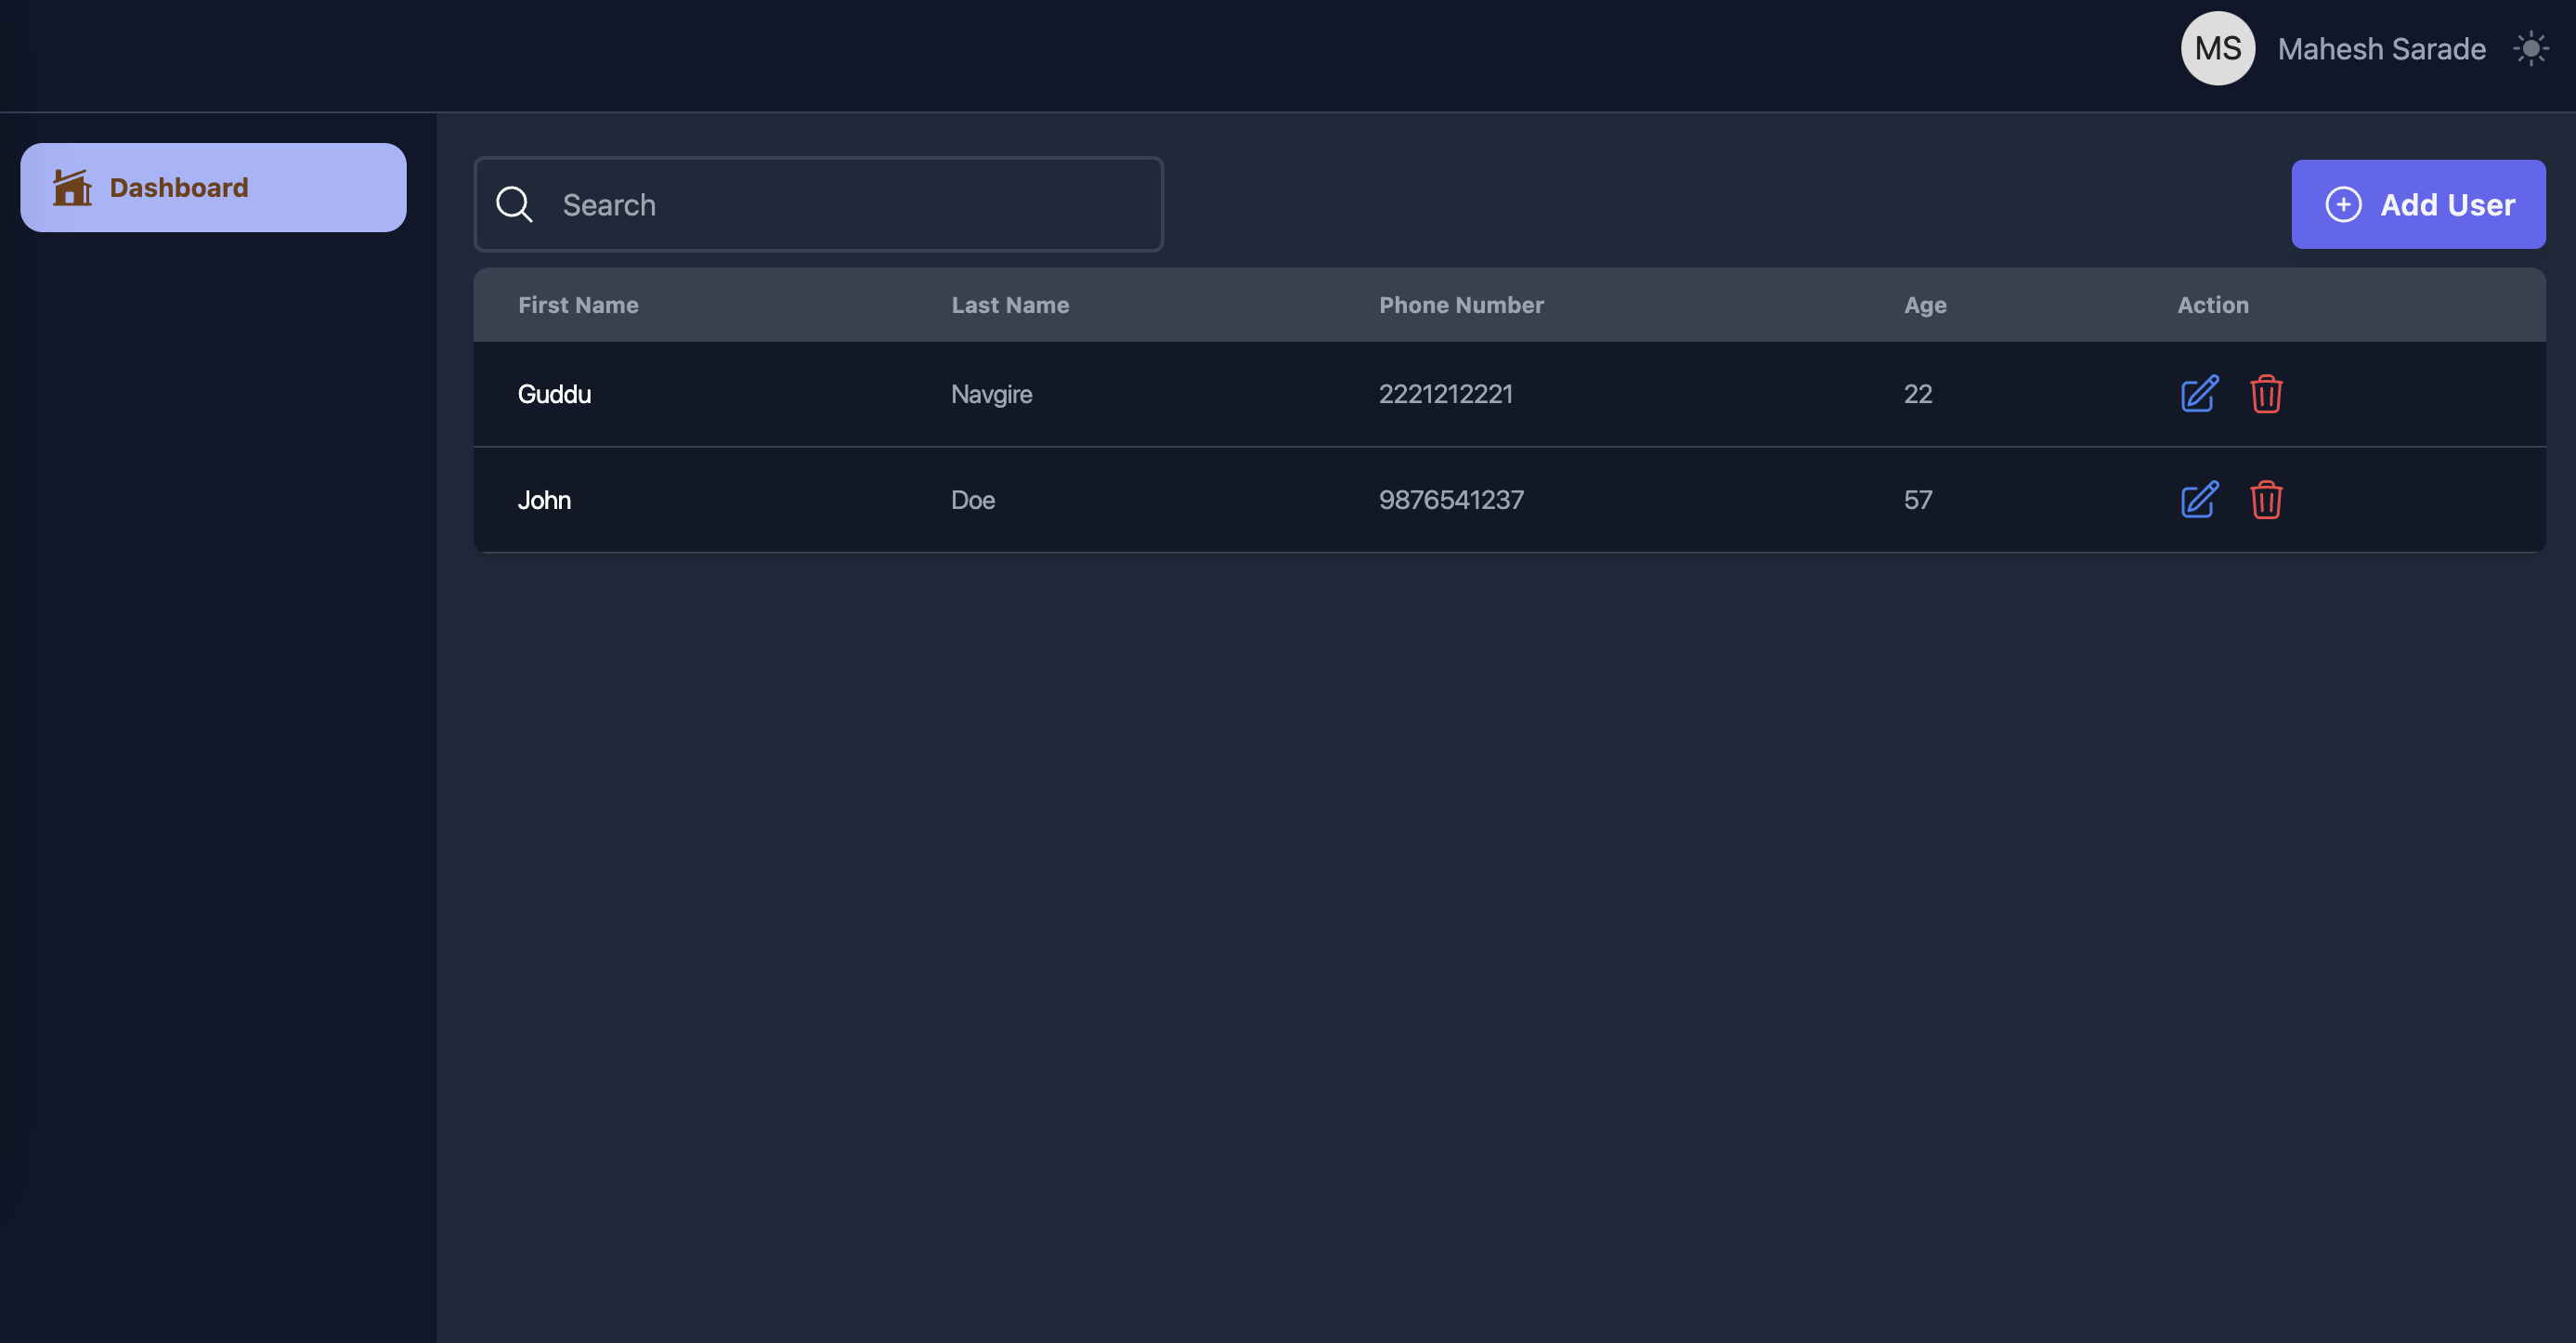 MS Mahesh Sarade
Dashboard
Search
Add User
First Name Last Name Phone Number Age Action
Guddu Navgire 2221212221 22
John Doe 9876541237 57